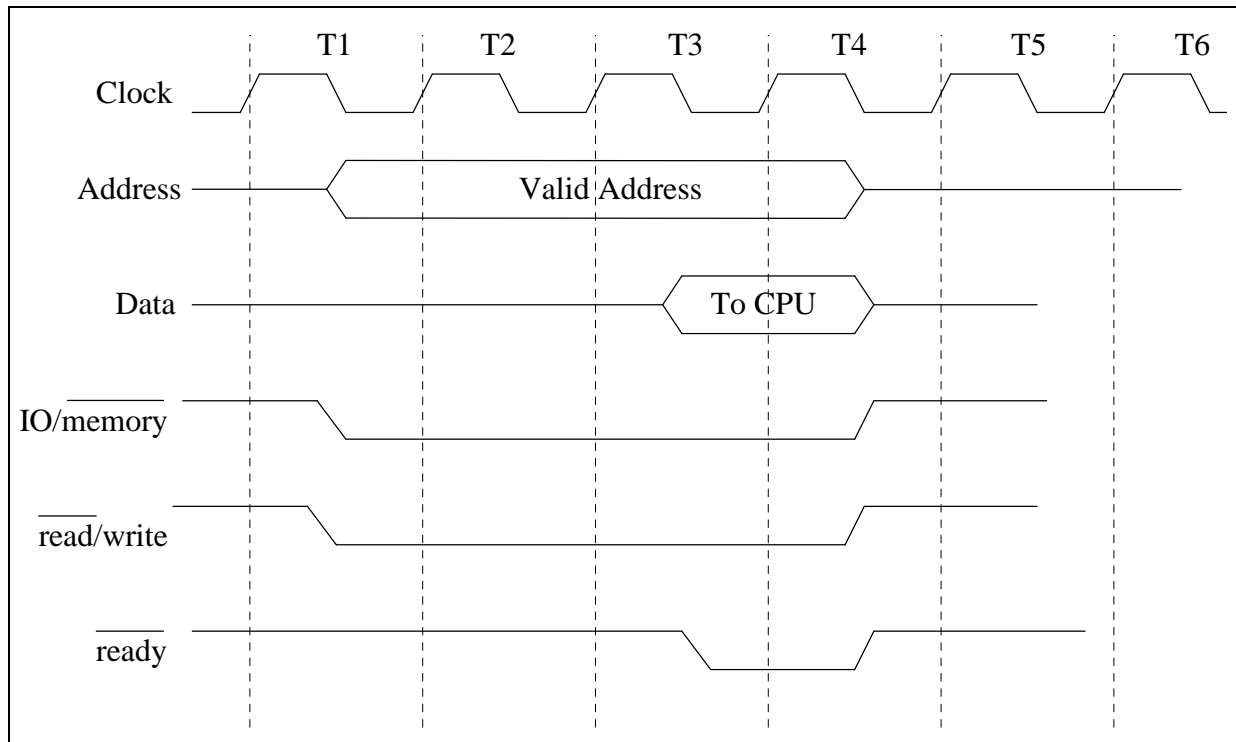 T1 T2 T3 T4 T5 T6
Clock
Address
Valid Address
Data
To CPU
IO/memory
read/write
ready